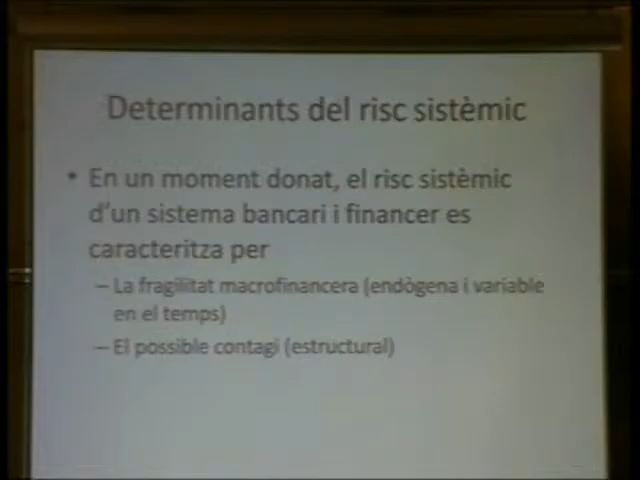 Determinants del risc sistèmic
• En un moment donat, el risc sistèmic
d'un sistema bancari i financer es
caracteritza per
– La fragilitat macrofinancera (endògena i variable
en el temps)
– El possible contagi (estructural)